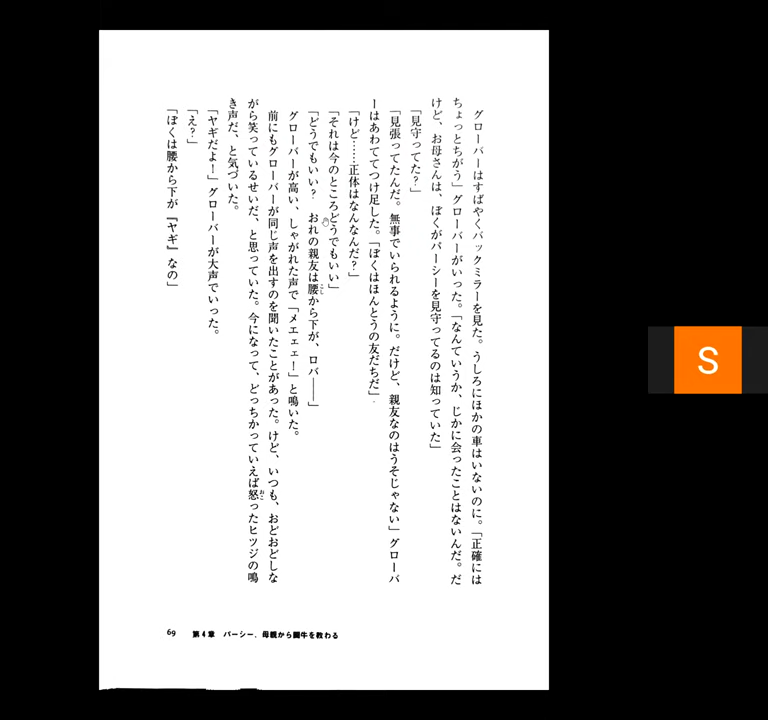 グローバーはすばやくバックミラーを見た。うしろにほかの車はいないのに。「正確には
ちょっとちがう」グローバーがいった。「なんていうか、じかに会ったことはないんだ。だ
けど、お母さんは、ぼくがパーシーを見守ってるのは知っていた」
「見守ってた?」
「見張ってたんだ。無事でいられるように。だけど、親友なのはうそじゃない」グローバ
ーはあわててつけ足した。「ぼくはほんとうの友だちだ」
「けど……正体はなんなんだ?」
「それは今のところどうでもいい」
「どうでもいい? おれの親友は腰こしから下が、ロバ――」
グローバーが高い、しゃがれた声で「メエェェ!」と鳴いた。
前にもグローバーが同じ声を出すのを聞いたことがあった。けど、いつも、おどおどしな
がら笑っているせいだ、と思っていた。今になって、どっちかっていえば怒おこったヒツジの鳴
き声だ、と気づいた。
「ヤギだよ!」グローバーが大声でいった。
「え?」
「ぼくは腰から下が『ヤギ』なの」
69 第4章 パーシー、母親から闘牛を教わる
S